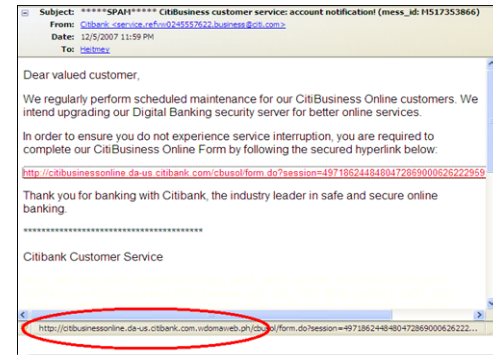 Subject: *****SPAM***** CitiBusiness customer service: account notification! (mess_id: H517353866)
From: Citibank <service.refvw0245557622.business@citi.com>
Date: 12/5/2007 11:59 PM
To: Heitmey
Dear valued customer,
We regularly perform scheduled maintenance for our CitiBusiness Online customers. We
intend upgrading our Digital Banking security server for better online services.
In order to ensure you do not experience service interruption, you are required to
complete our CitiBusiness Online Form by following the secured hyperlink below:
http://citibusinessonline.da-us.citibank.com/cbusol/form.do?session=4971862448480472869000626222959
Thank you for banking with Citibank, the industry leader in safe and secure online
banking.
****************************************
Citibank Customer Service
http://citibusinessonline.da-us.citibank.com.wdomaweb.ph/cbusol/form.do?session=4971862448480472869000626222...